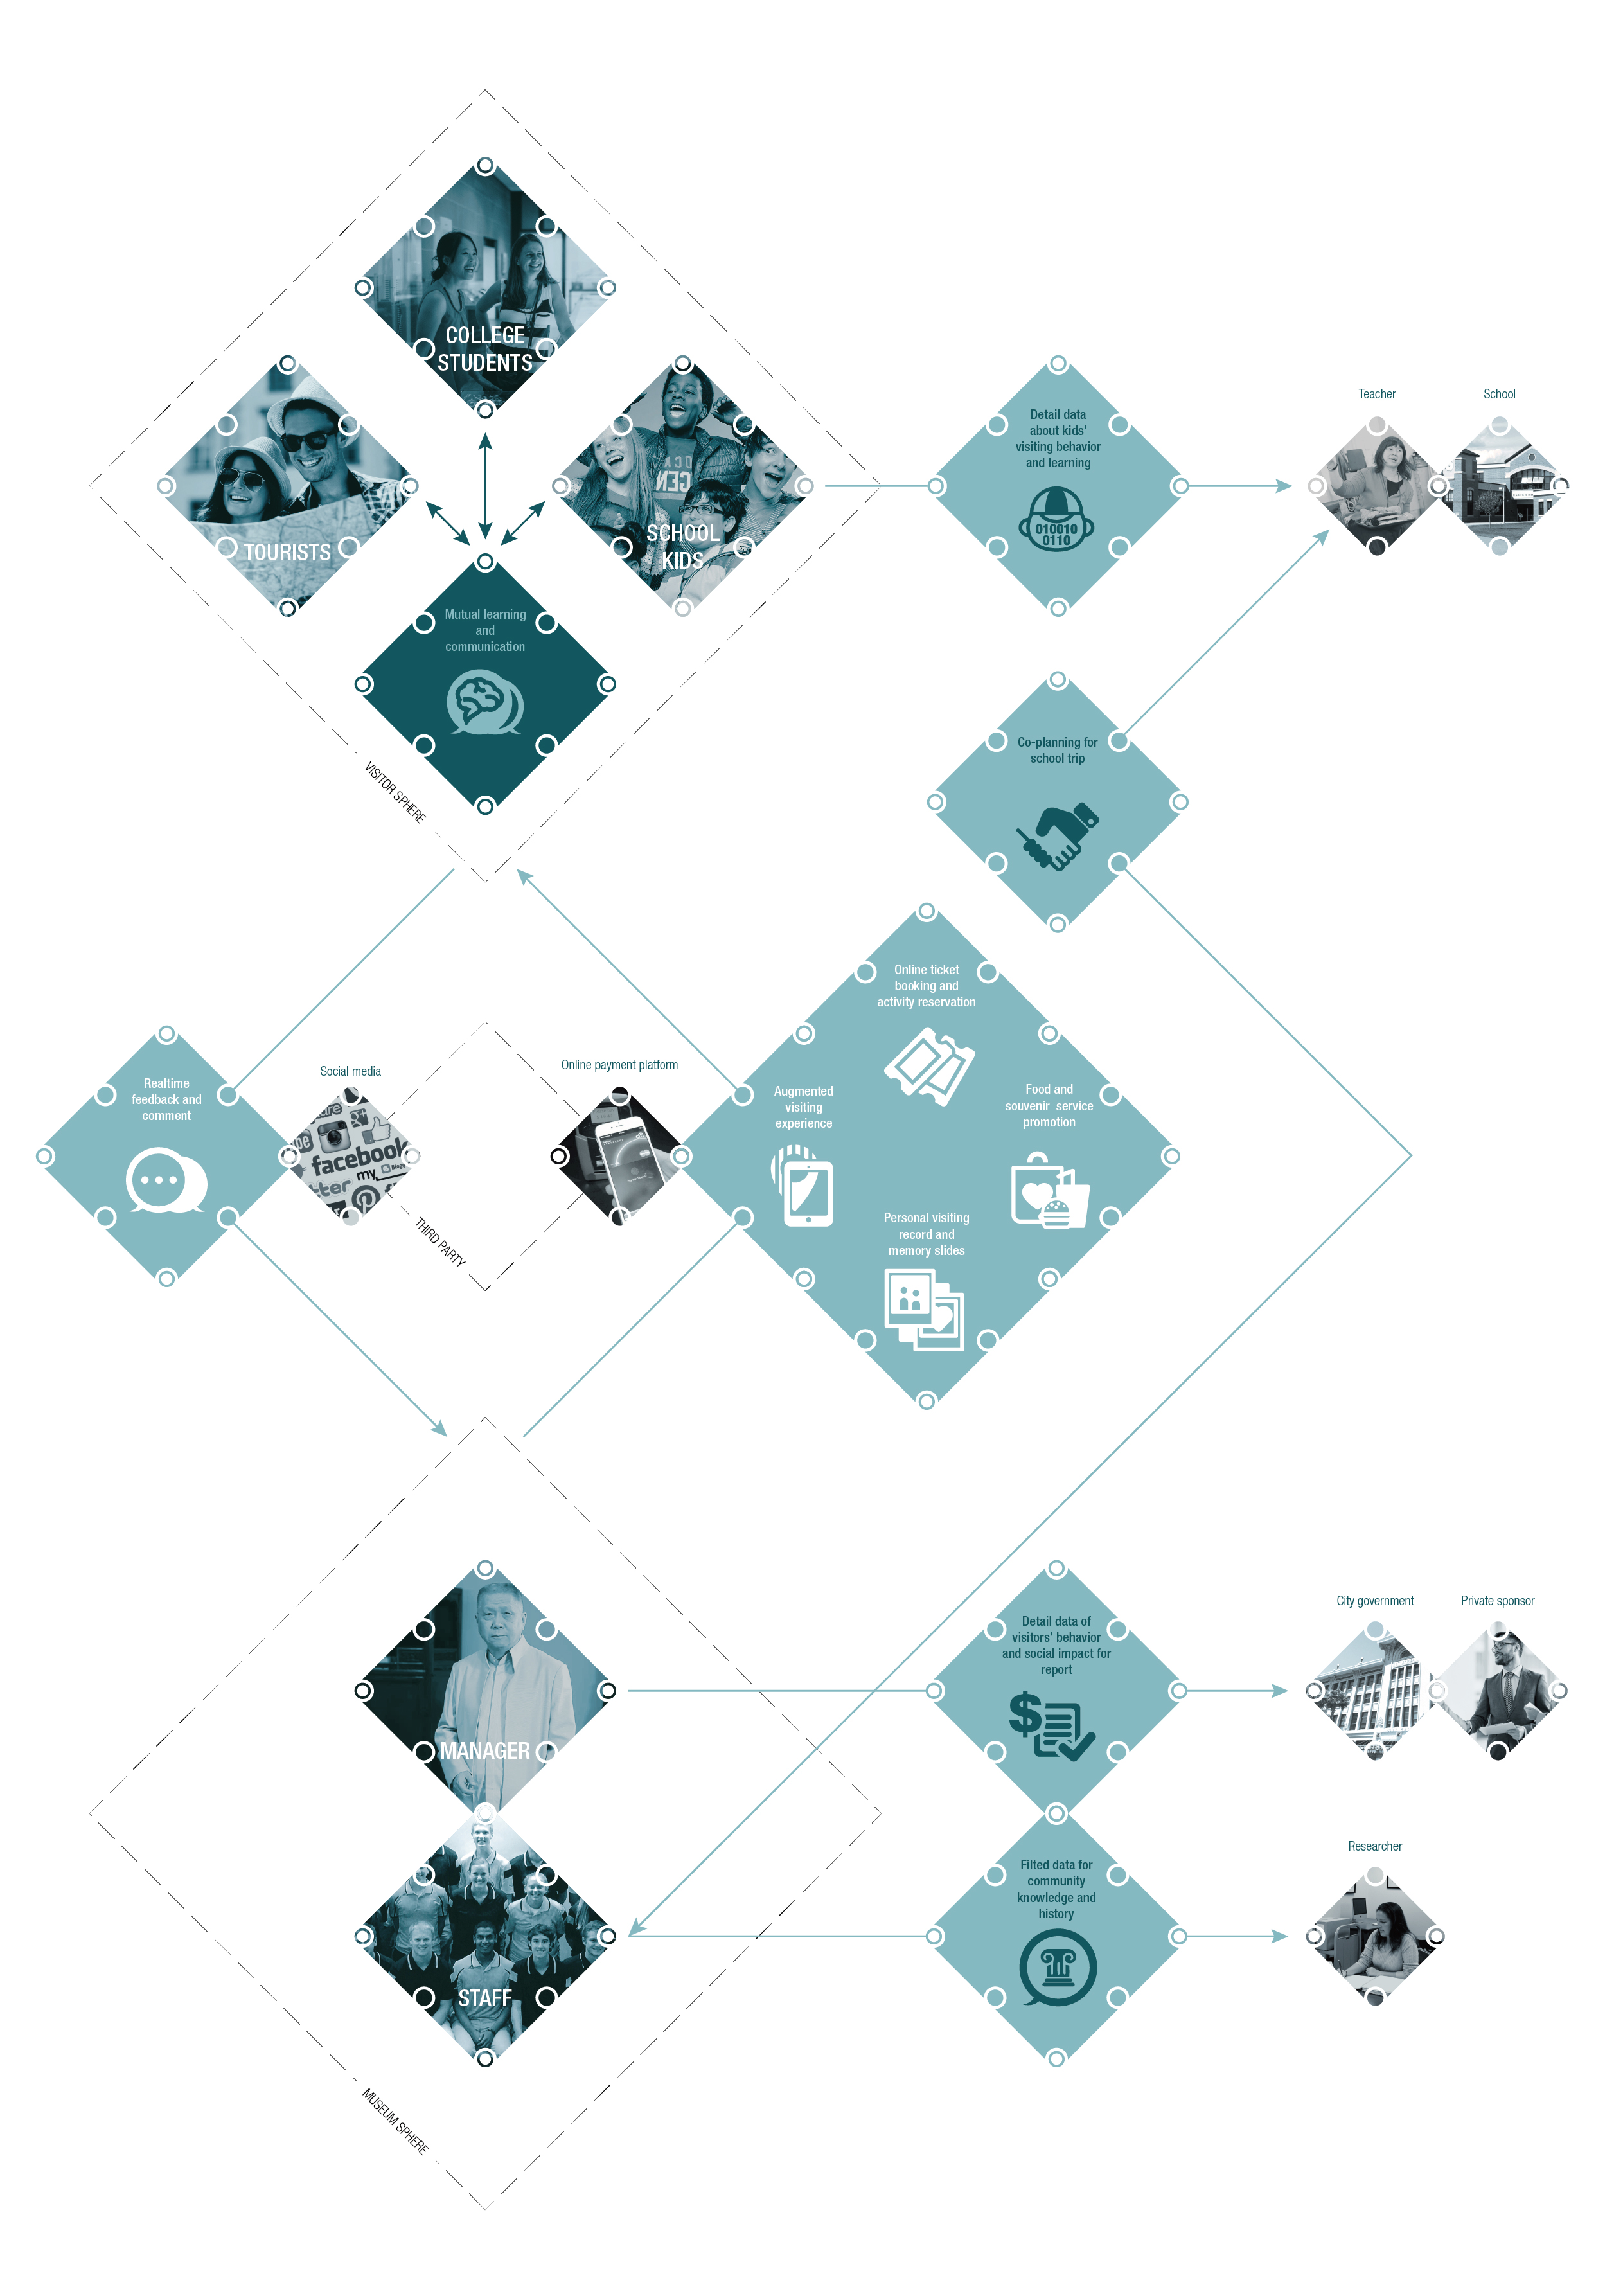 COLLEGE
STUDENTS
TOURISTS
SCHOOL
KIDS
Mutual learning
and
communication
VISITOR SPHERE
Detail data
about kids'
visiting behavior
and learning
010010
0110
Teacher
School
Co-planning for
school trip
Online ticket
booking and
activity reservation
Augmented
visiting
experience
Food and
souvenir service
promotion
Personal visiting
record and
memory slides
Realtime
feedback and
comment
Social media
facebook
my
Online payment platform
THIRD PARTY
MANAGER
STAFF
MUSEUM SPHERE
Detail data of
visitors' behavior
and social impact for
report
$
City government
Private sponsor
Filted data for
community
knowledge and
history
Researcher